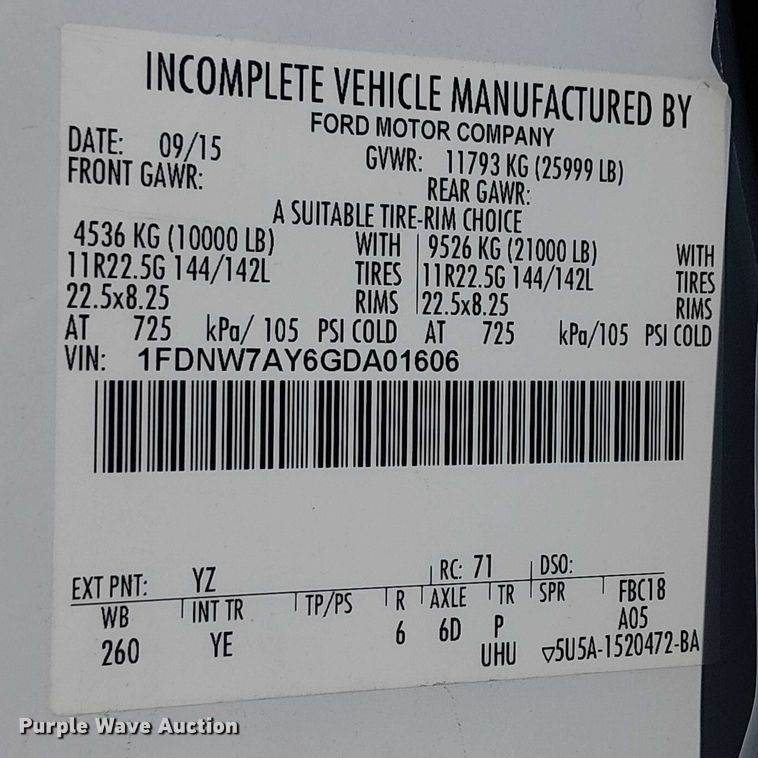 INCOMPLETE VEHICLE MANUFACTURED BY
FORD MOTOR COMPANY
DATE: 09/15 GVWR: 11793 KG (25999 LB)
FRONT GAWR: REAR GAWR:
A SUITABLE TIRE-RIM CHOICE
4536 KG (10000 LB) WITH 9526 KG (21000 LB) WITH
11R22.5G 144/142L TIRES 11R22.5G 144/142L TIRES
22.5x8.25 RIMS 22.5x8.25 RIMS
AT 725 kPa/ 105 PSI COLD AT 725 kPa/105 PSI COLD
VIN: 1FDNW7AY6GDA01606
EXT PNT: YZ RC: 71 DSO:
WB INT TR TP/PS R AXLE TR SPR FBC18
260 YE 6 6D P A05
UHU ▽5U5A-1520472-BA
Purple Wave Auction